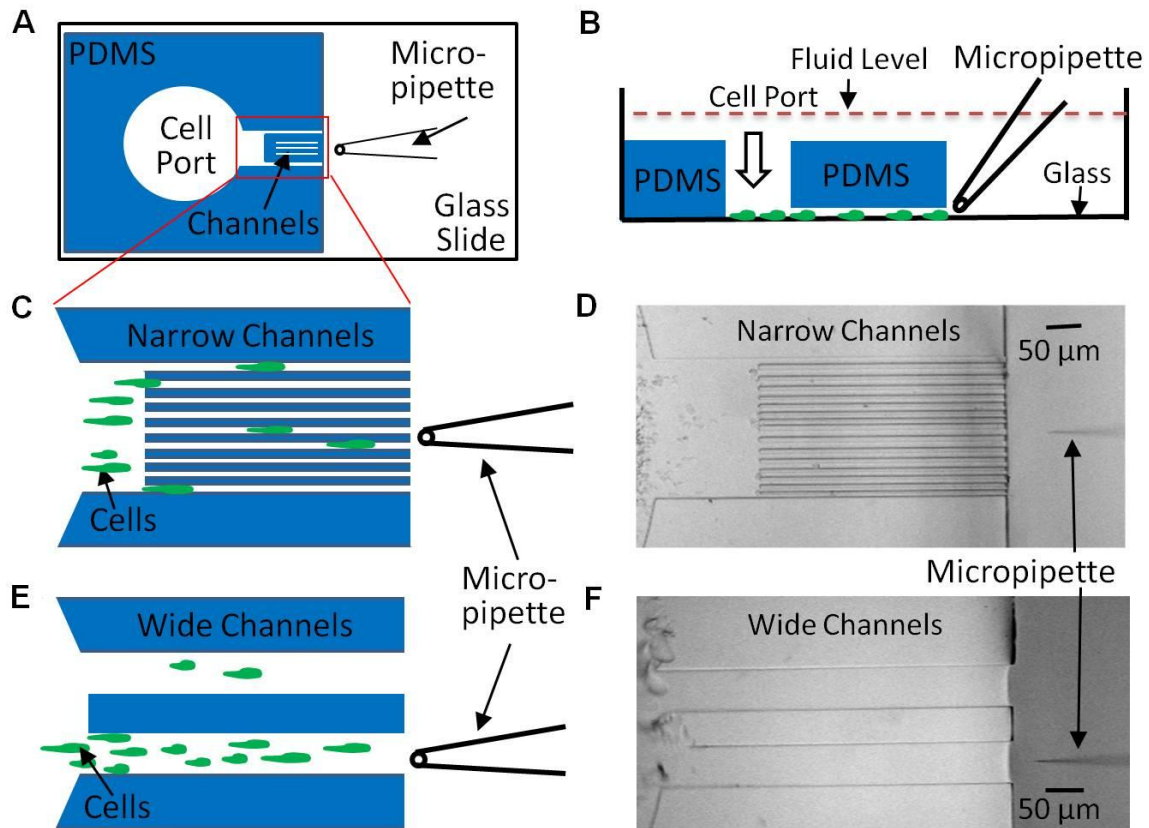 A
PDMS
Cell
Port
Channels
Micro-
pipette
Glass
Slide
B
Fluid Level
Micropipette
Cell Port
PDMS
PDMS
Glass
C
Narrow Channels
Cells
D
Narrow Channels
50 µm
Micro-
pipette
Micropipette
E
Wide Channels
Cells
F
Wide Channels
50 µm